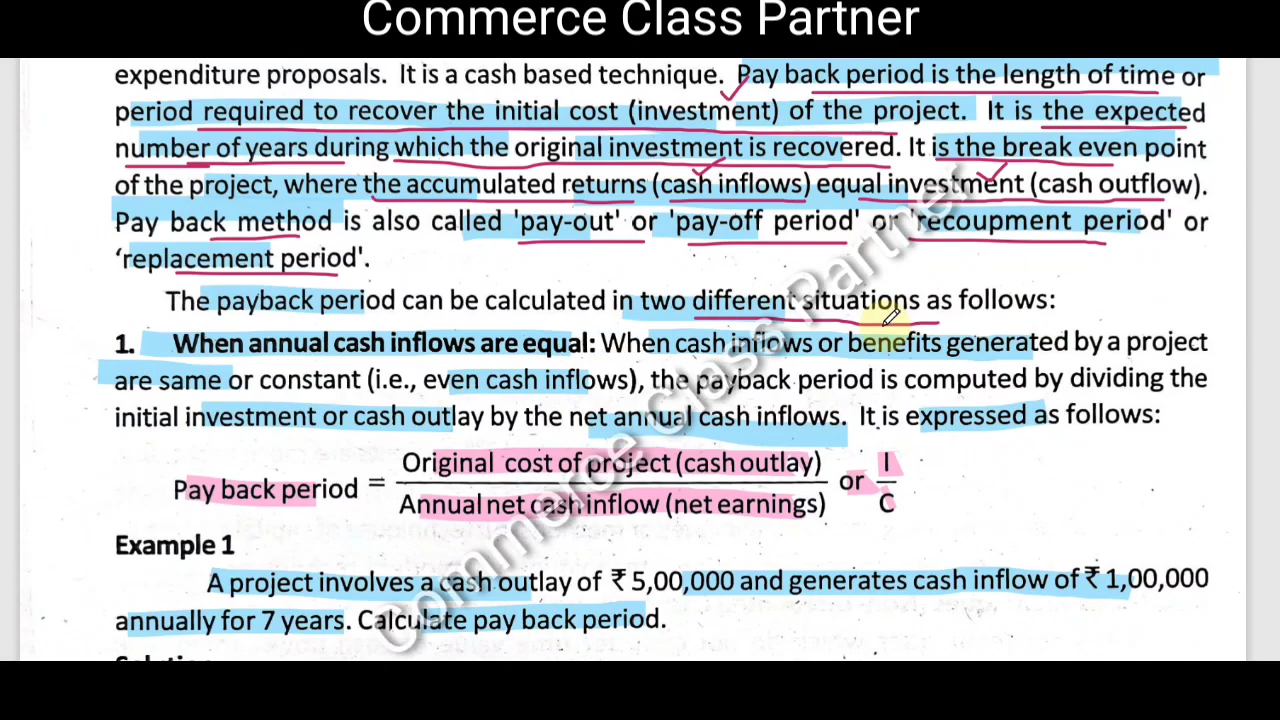 Commerce Class Partner
expenditure proposals. It is a cash based technique. Pay back period is the length of time or
period required to recover the initial cost (investment) of the project. It is the expected
number of years during which the original investment is recovered. It is the break even point
of the project, where the accumulated returns (cash inflows) equal investment (cash outflow).
Pay back method is also called 'pay-out' or 'pay-off period' or 'recoupment period' or
‘replacement period'.
The payback period can be calculated in two different situations as follows:
1. When annual cash inflows are equal: When cash inflows or benefits generated by a project
are same or constant (i.e., even cash inflows), the payback period is computed by dividing the
initial investment or cash outlay by the net annual cash inflows. It is expressed as follows:
Pay back period = Original cost of project (cash outlay) / Annual net cash inflow (net earnings) or I / C
Example 1
A project involves a cash outlay of ₹ 5,00,000 and generates cash inflow of ₹ 1,00,000
annually for 7 years. Calculate pay back period.
Commerce Class Partner